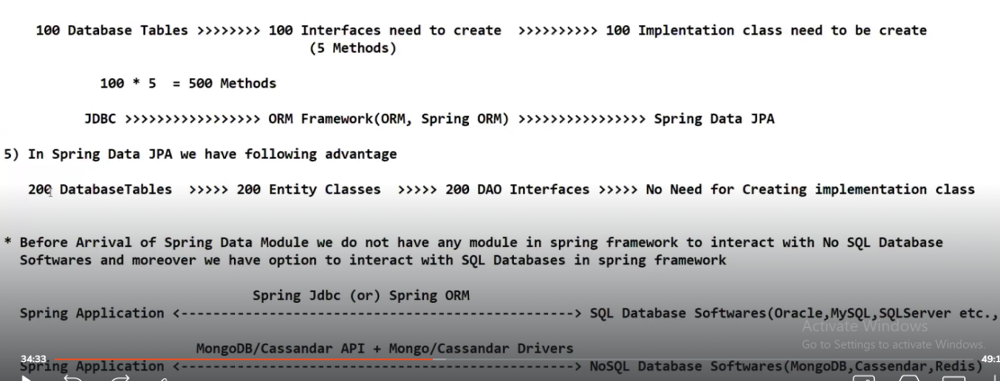 100 Database Tables >>>>>>>> 100 Interfaces need to create >>>>>>>>>> 100 Implentation class need to be create
(5 Methods)
100 * 5 = 500 Methods
JDBC >>>>>>>>>>>>>>>>> ORM Framework(ORM, Spring ORM) >>>>>>>>>>>>>>>> Spring Data JPA
5) In Spring Data JPA we have following advantage
200 DatabaseTables >>>>> 200 Entity Classes >>>>> 200 DAO Interfaces >>>>> No Need for Creating implementation class
* Before Arrival of Spring Data Module we do not have any module in spring framework to interact with No SQL Database
Softwares and moreover we have option to interact with SQL Databases in spring framework
Spring Jdbc (or) Spring ORM
Spring Application <--------------------------------------------------> SQL Database Softwares(Oracle,MySQL,SQLServer etc.,
Activate Windows
MongoDB/Cassandar API + Mongo/Cassandar Drivers
Go to Settings to activate Windows.
34:33
49:1
Spring Application <--------------------------------------------------> NoSQL Database Softwares(MongoDB,Cassendar,Redis)